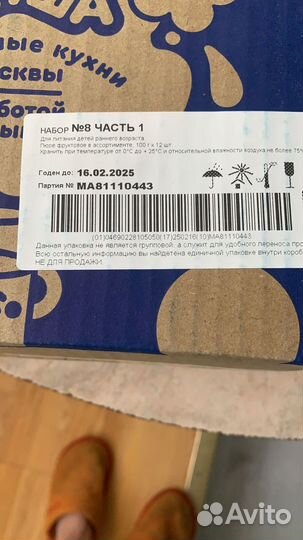 ные кухни
сквы
ботой
НАБОР №8 ЧАСТЬ 1
Для питания детей раннего возраста.
Пюре фруктовое в ассортименте, 100 г х 12 шт
Хранить при температуре от 0°С до + 25°С и относительной влажности воздуха не более 75%
Годен до: 16.02.2025
Партия № MA81110443
(01)04690228105050(17)250216(10)MA81110443
Данная упаковка не является групповой, а служит для удобного переноса про
Всю остальную информацию вы найдете на единичной упаковке внутри короб
НЕ ДЛЯ ПРОДАЖИ
Avito